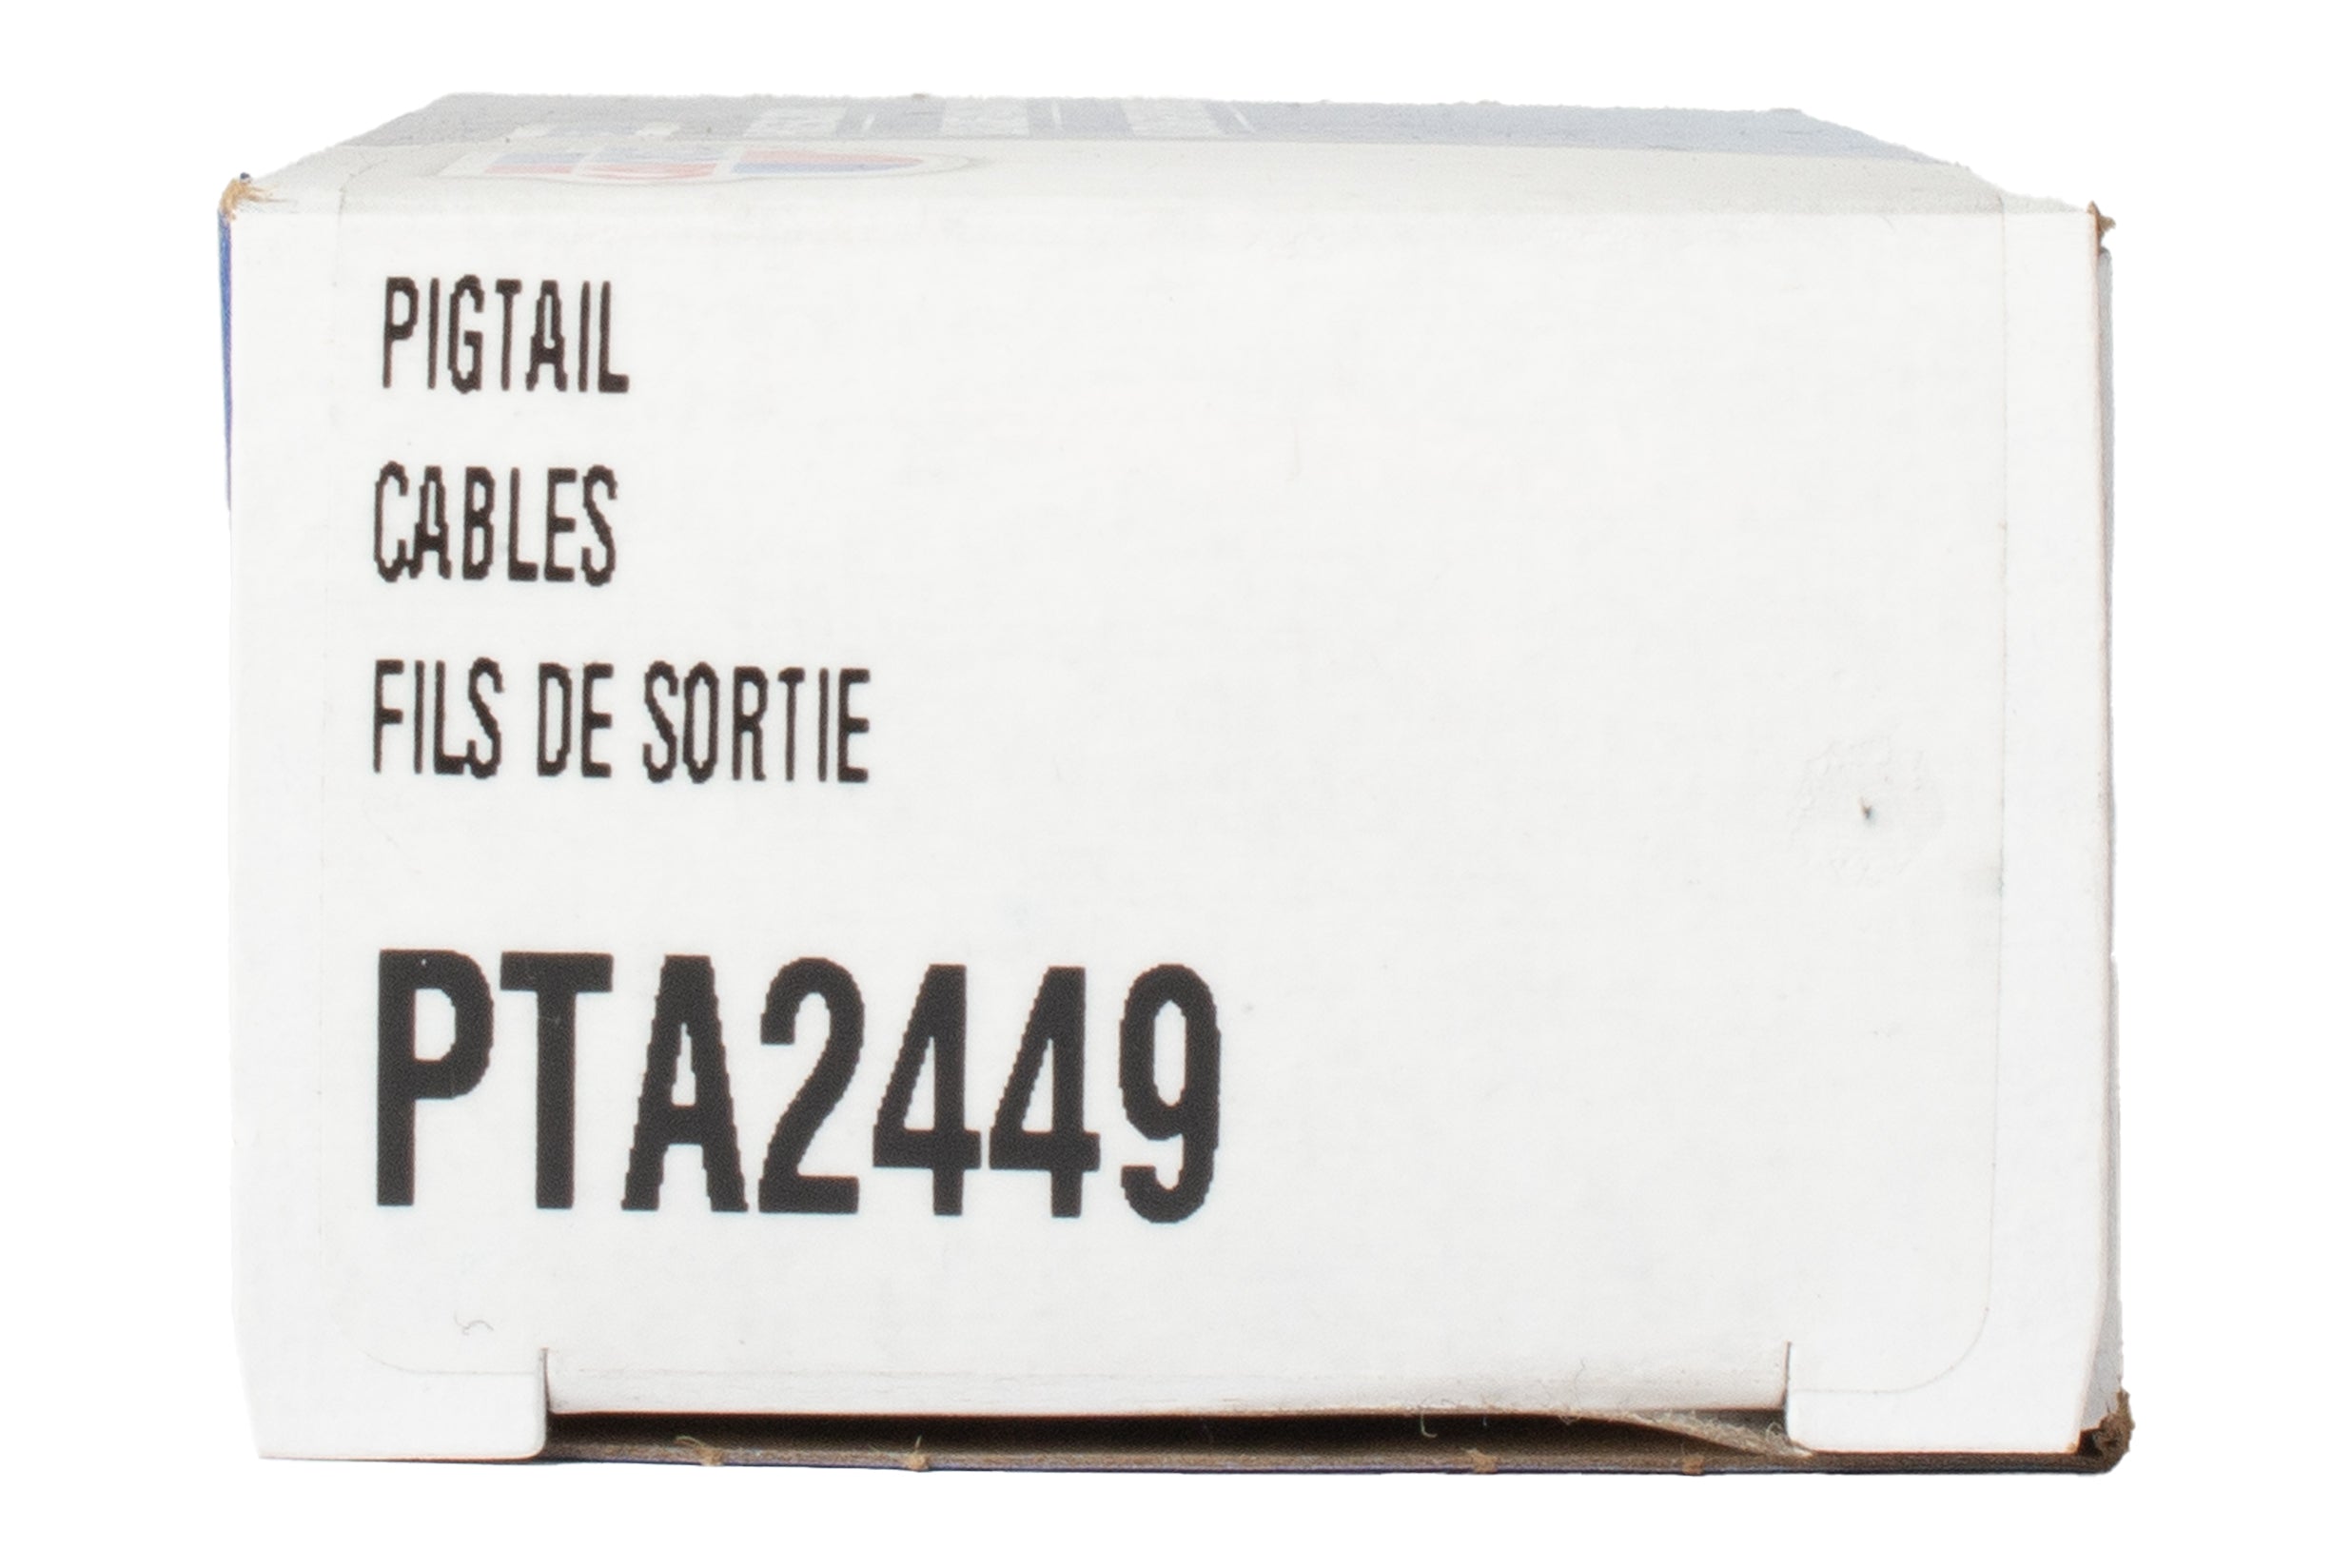 PIGTAIL
CABLES
FILS DE SORTIE
PTA2449